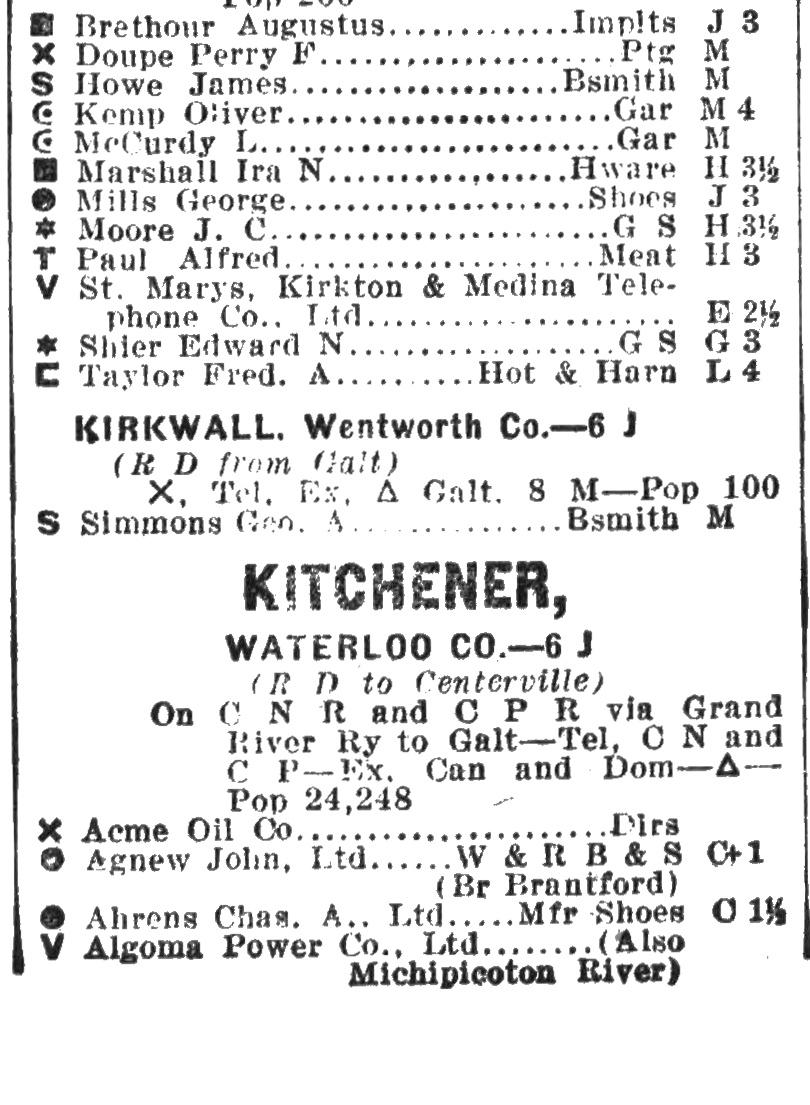 Pop 200
Brethour Augustus.............Implts J 3
X Doupe Perry F......................Ptg M
S Howe James....................Bsmith M
Kemp Oliver.......................Gar M 4
McCurdy L..........................Gar M
Marshall Ira N..................Hware H 3½
Mills George......................Shoes J 3
* Moore J. C.........................G S H 3½
T Paul Alfred.......................Meat H 3
V St. Marys, Kirkton & Medina Tele-
phone Co., Ltd....................... E 2½
* Shier Edward N....................G S G 3
Taylor Fred. A..........Hot & Harn L 4
KIRKWALL. Wentworth Co.—6 J
(R D from Galt)
X, Tel, Ex, Δ Galt. 8 M—Pop 100
S Simmons Geo. A................Bsmith M
KITCHENER,
WATERLOO CO.—6 J
(R D to Centerville)
On C N R and C P R via Grand
River Ry to Galt—Tel, C N and
C P—Ex. Can and Dom—Δ—
Pop 24,248
X Acme Oil Co.......................Dlrs
Agnew John, Ltd......W & R B & S C+1
(Br Brantford)
Ahrens Chas. A., Ltd.....Mfr Shoes C 1½
V Algoma Power Co., Ltd........(Also
Michipicoton River)